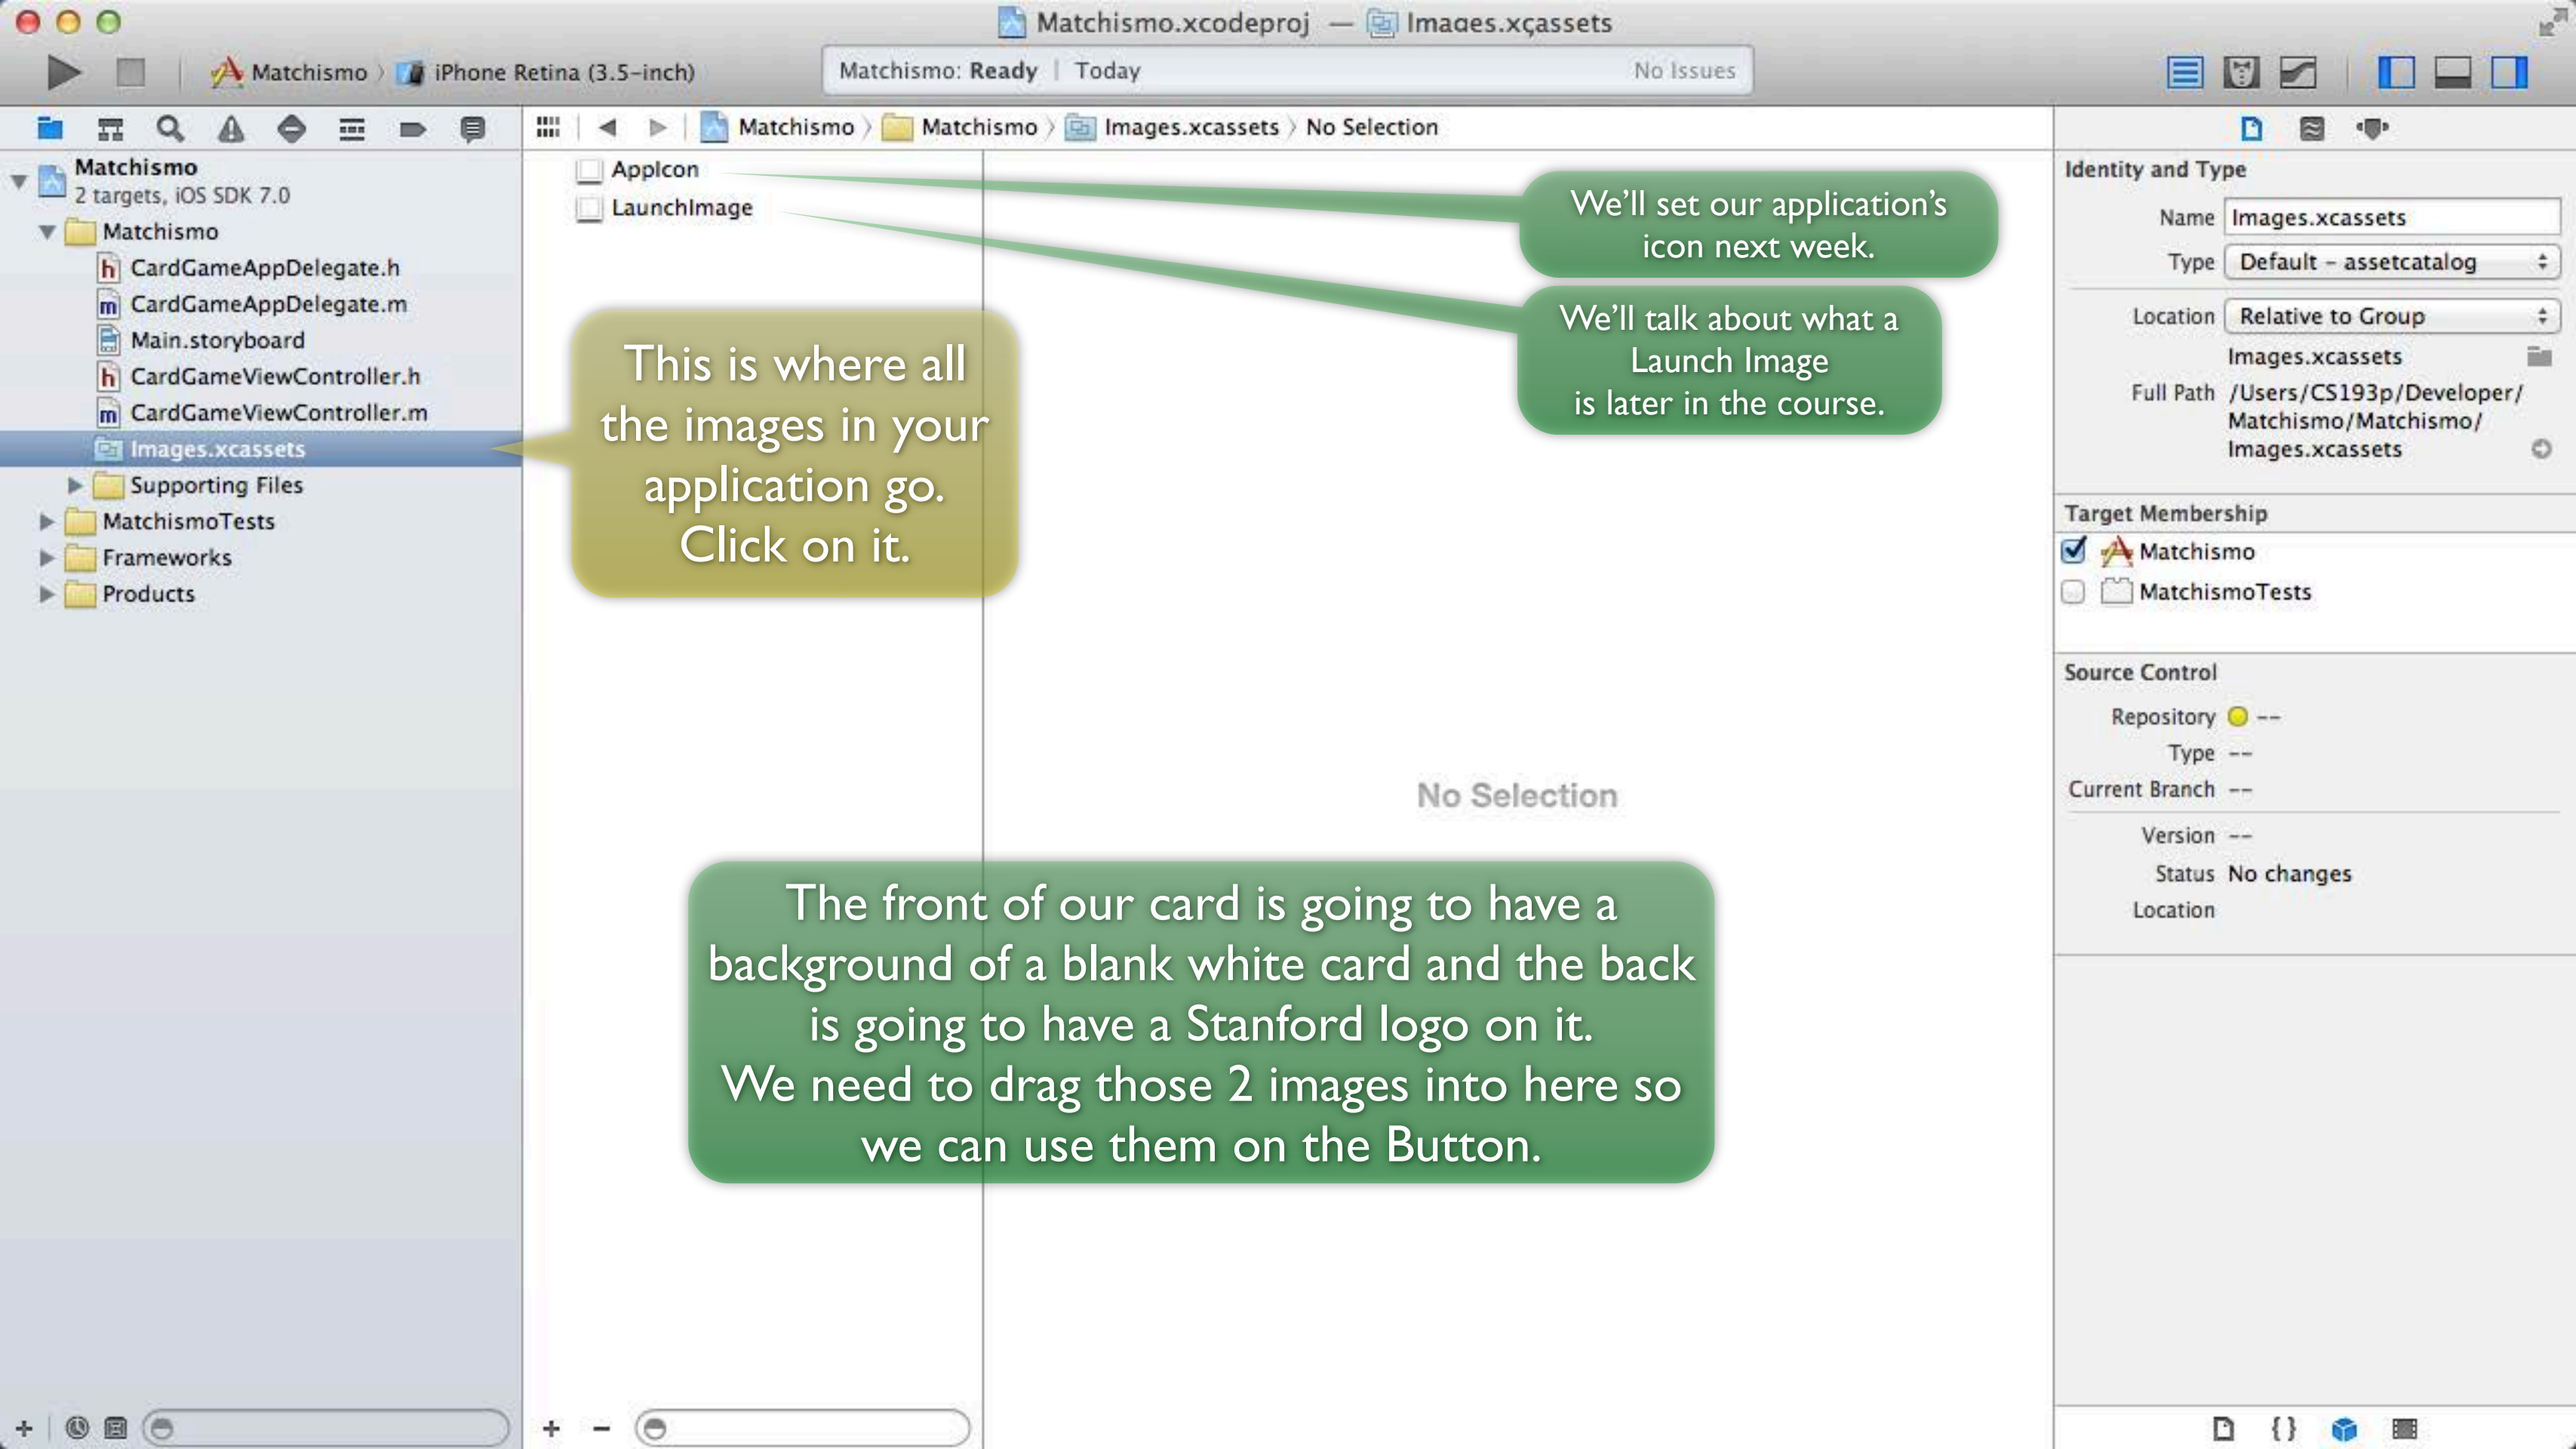 Matchismo.xcodeproj — Images.xcassets
Matchismo iPhone Retina (3.5-inch)
Matchismo: Ready Today No Issues
Matchismo Matchismo Images.xcassets No Selection
Matchismo
2 targets, iOS SDK 7.0
Matchismo
h CardGameAppDelegate.h
m CardGameAppDelegate.m
Main.storyboard
h CardGameViewController.h
m CardGameViewController.m
Images.xcassets
Supporting Files
MatchismoTests
Frameworks
Products
AppIcon
LaunchImage
We'll set our application's
icon next week.
We'll talk about what a
Launch Image
is later in the course.
This is where all
the images in your
application go.
Click on it.
No Selection
The front of our card is going to have a
background of a blank white card and the back
is going to have a Stanford logo on it.
We need to drag those 2 images into here so
we can use them on the Button.
Identity and Type
Name Images.xcassets
Type Default - assetcatalog
Location Relative to Group
Images.xcassets
Full Path /Users/CS193p/Developer/
Matchismo/Matchismo/
Images.xcassets
Target Membership
Matchismo
MatchismoTests
Source Control
Repository --
Type --
Current Branch --
Version --
Status No changes
Location